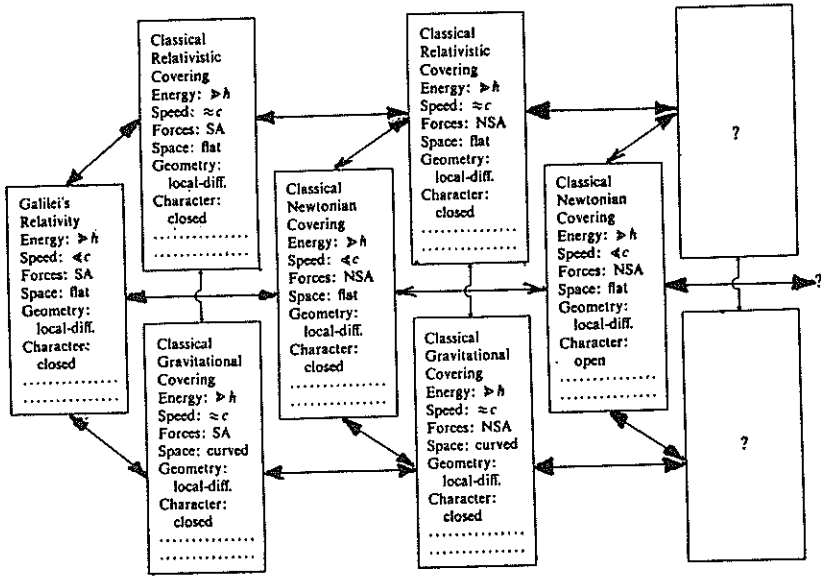 Classical
Relativistic
Covering
Energy: ≫ℏ
Speed: ≈c
Forces: SA
Space: flat
Geometry:
local-diff.
Character:
closed
....................
....................
Classical
Relativistic
Covering
Energy: ≫ℏ
Speed: ≈c
Forces: NSA
Space: flat
Geometry:
local-diff.
Character:
closed
....................
....................
?
Galilei's
Relativity
Energy: ≫ℏ
Speed: ≪c
Forces: SA
Space: flat
Geometry:
local-diff.
Character:
closed
....................
....................
Classical
Newtonian
Covering
Energy: ≫ℏ
Speed: ≪c
Forces: NSA
Space: flat
Geometry:
local-diff.
Character:
closed
....................
....................
Classical
Newtonian
Covering
Energy: ≫ℏ
Speed: ≪c
Forces: NSA
Space: flat
Geometry:
local-diff.
Character:
open
....................
....................
?
Classical
Gravitational
Covering
Energy: ≫ℏ
Speed: ≈c
Forces: SA
Space: curved
Geometry:
local-diff.
Character:
closed
....................
....................
Classical
Gravitational
Covering
Energy: ≫ℏ
Speed: ≈c
Forces: NSA
Space: curved
Geometry:
local-diff.
Character:
closed
....................
....................
?